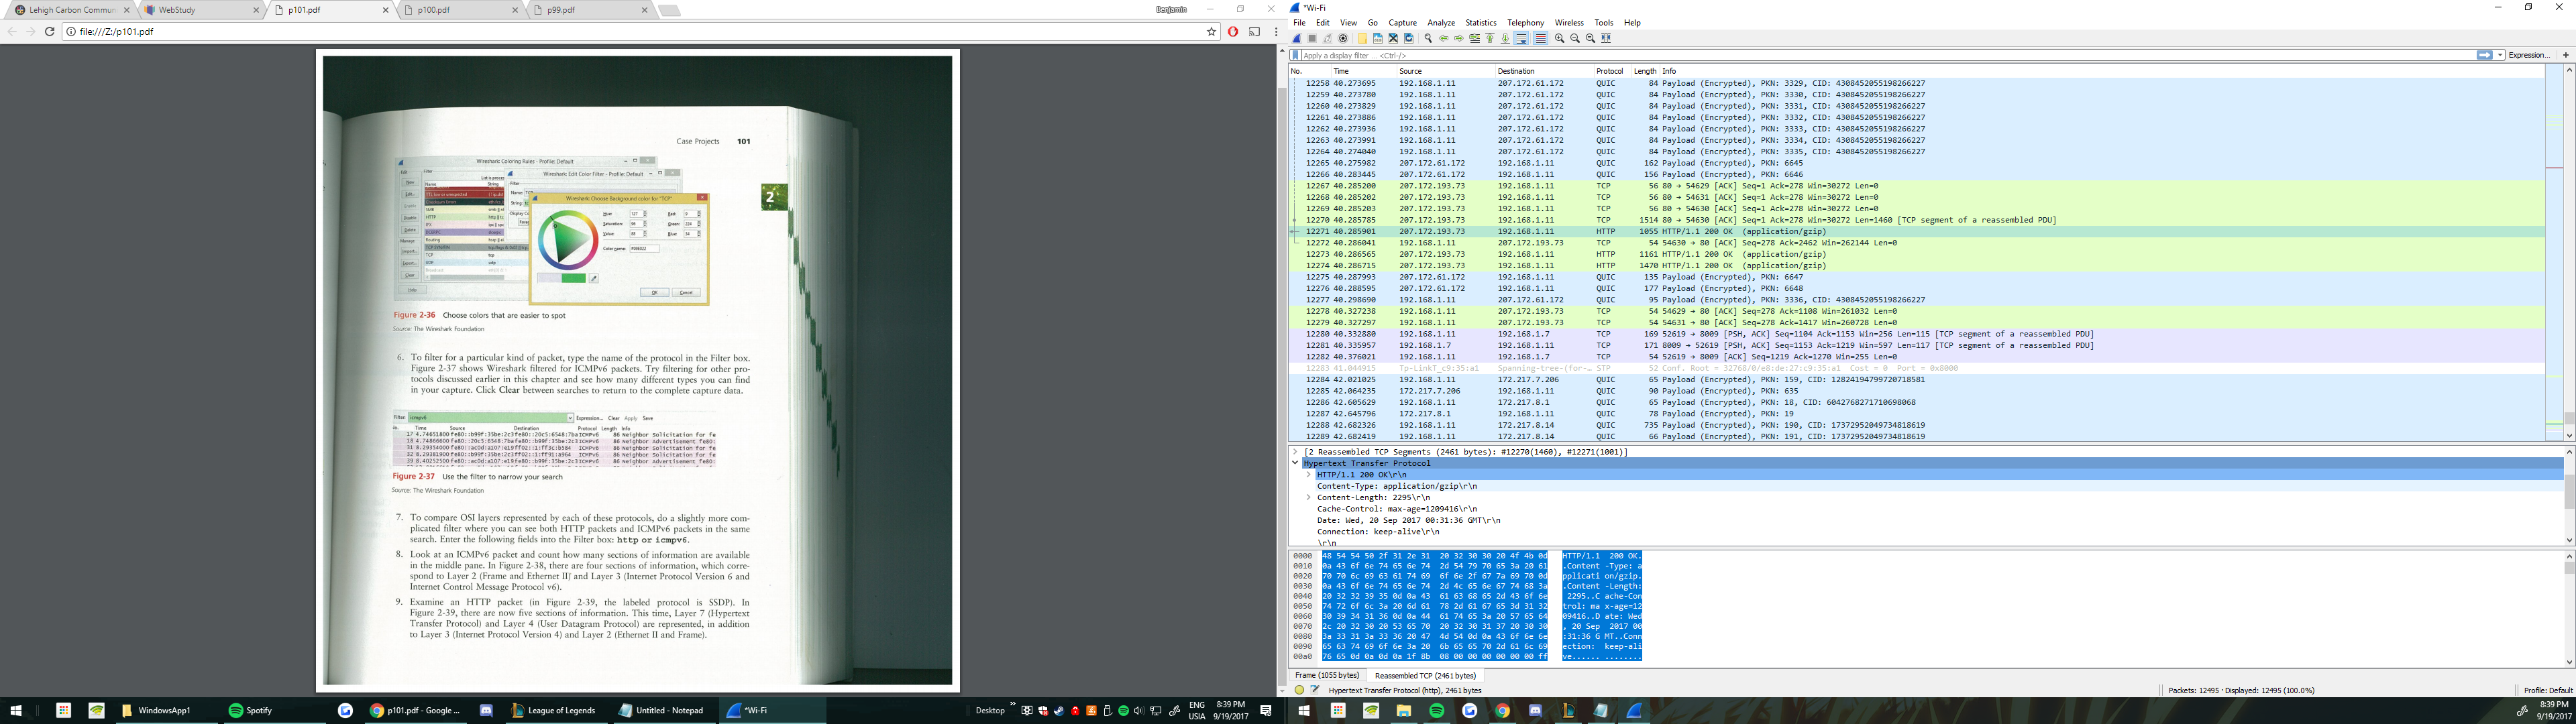 Lehigh Carbon Commun
WebStudy
p101.pdf
p100.pdf
p99.pdf
Benjamin
file:///Z:/p101.pdf
Case Projects 101
2
Wireshark Coloring Rules - Profile: Default
Wireshark Edit Color Filter - Profile: Default
Wireshark: Choose Background color for "TCP"
Figure 2-36 Choose colors that are easier to spot
Source: The Wireshark Foundation
6. To filter for a particular kind of packet, type the name of the protocol in the Filter box.
Figure 2-37 shows Wireshark filtered for ICMPv6 packets. Try filtering for other pro-
tocols discussed earlier in this chapter and see how many different types you can find
in your capture. Click Clear between searches to return to the complete capture data.
Filter: icmpv6 Expression... Clear Apply Save
No. Time Source Destination Protocol Length Info
Figure 2-37 Use the filter to narrow your search
Source: The Wireshark Foundation
7. To compare OSI layers represented by each of these protocols, do a slightly more com-
plicated filter where you can see both HTTP packets and ICMPv6 packets in the same
search. Enter the following fields into the Filter box: http or icmpv6.
8. Look at an ICMPv6 packet and count how many sections of information are available
in the middle pane. In Figure 2-38, there are four sections of information, which corre-
spond to Layer 2 (Frame and Ethernet II) and Layer 3 (Internet Protocol Version 6 and
Internet Control Message Protocol v6).
9. Examine an HTTP packet (in Figure 2-39, the labeled protocol is SSDP). In
Figure 2-39, there are now five sections of information. This time, Layer 7 (Hypertext
Transfer Protocol) and Layer 4 (User Datagram Protocol) are represented, in addition
to Layer 3 (Internet Protocol Version 4) and Layer 2 (Ethernet II and Frame).
*Wi-Fi
File Edit View Go Capture Analyze Statistics Telephony Wireless Tools Help
Apply a display filter ... <Ctrl-/> Expression... +
No. Time Source Destination Protocol Length Info
12258 40.273695 192.168.1.11 207.172.61.172 QUIC 84 Payload (Encrypted), PKN: 3329, CID: 4308452055198266227
12259 40.273780 192.168.1.11 207.172.61.172 QUIC 84 Payload (Encrypted), PKN: 3330, CID: 4308452055198266227
12260 40.273829 192.168.1.11 207.172.61.172 QUIC 84 Payload (Encrypted), PKN: 3331, CID: 4308452055198266227
12261 40.273886 192.168.1.11 207.172.61.172 QUIC 84 Payload (Encrypted), PKN: 3332, CID: 4308452055198266227
12262 40.273936 192.168.1.11 207.172.61.172 QUIC 84 Payload (Encrypted), PKN: 3333, CID: 4308452055198266227
12263 40.273991 192.168.1.11 207.172.61.172 QUIC 84 Payload (Encrypted), PKN: 3334, CID: 4308452055198266227
12264 40.274040 192.168.1.11 207.172.61.172 QUIC 84 Payload (Encrypted), PKN: 3335, CID: 4308452055198266227
12265 40.275982 207.172.61.172 192.168.1.11 QUIC 162 Payload (Encrypted), PKN: 6645
12266 40.283445 207.172.61.172 192.168.1.11 QUIC 156 Payload (Encrypted), PKN: 6646
12267 40.285200 207.172.193.73 192.168.1.11 TCP 56 80 → 54629 [ACK] Seq=1 Ack=278 Win=30272 Len=0
12268 40.285202 207.172.193.73 192.168.1.11 TCP 56 80 → 54631 [ACK] Seq=1 Ack=278 Win=30272 Len=0
12269 40.285203 207.172.193.73 192.168.1.11 TCP 56 80 → 54630 [ACK] Seq=1 Ack=278 Win=30272 Len=0
12270 40.285785 207.172.193.73 192.168.1.11 TCP 1514 80 → 54630 [ACK] Seq=1 Ack=278 Win=30272 Len=1460 [TCP segment of a reassembled PDU]
12271 40.285901 207.172.193.73 192.168.1.11 HTTP 1055 HTTP/1.1 200 OK (application/gzip)
12272 40.286041 192.168.1.11 207.172.193.73 TCP 54 54630 → 80 [ACK] Seq=278 Ack=2462 Win=262144 Len=0
12273 40.286565 207.172.193.73 192.168.1.11 HTTP 1161 HTTP/1.1 200 OK (application/gzip)
12274 40.286715 207.172.193.73 192.168.1.11 HTTP 1470 HTTP/1.1 200 OK (application/gzip)
12275 40.287993 207.172.61.172 192.168.1.11 QUIC 135 Payload (Encrypted), PKN: 6647
12276 40.288595 207.172.61.172 192.168.1.11 QUIC 177 Payload (Encrypted), PKN: 6648
12277 40.298690 192.168.1.11 207.172.61.172 QUIC 95 Payload (Encrypted), PKN: 3336, CID: 4308452055198266227
12278 40.327238 192.168.1.11 207.172.193.73 TCP 54 54629 → 80 [ACK] Seq=278 Ack=1108 Win=261032 Len=0
12279 40.327297 192.168.1.11 207.172.193.73 TCP 54 54631 → 80 [ACK] Seq=278 Ack=1417 Win=260728 Len=0
12280 40.332880 192.168.1.11 192.168.1.7 TCP 169 52619 → 8009 [PSH, ACK] Seq=1104 Ack=1153 Win=256 Len=115 [TCP segment of a reassembled PDU]
12281 40.335957 192.168.1.7 192.168.1.11 TCP 171 8009 → 52619 [PSH, ACK] Seq=1153 Ack=1219 Win=597 Len=117 [TCP segment of a reassembled PDU]
12282 40.376021 192.168.1.11 192.168.1.7 TCP 54 52619 → 8009 [ACK] Seq=1219 Ack=1270 Win=255 Len=0
12283 41.044915 Tp-LinkT_c9:35:a1 Spanning-tree-(for-… STP 52 Conf. Root = 32768/0/e8:de:27:c9:35:a1 Cost = 0 Port = 0x8000
12284 42.021025 192.168.1.11 172.217.7.206 QUIC 65 Payload (Encrypted), PKN: 159, CID: 12824194799720718581
12285 42.064235 172.217.7.206 192.168.1.11 QUIC 90 Payload (Encrypted), PKN: 635
12286 42.605629 192.168.1.11 172.217.8.1 QUIC 65 Payload (Encrypted), PKN: 18, CID: 6042768271710698068
12287 42.645796 172.217.8.1 192.168.1.11 QUIC 78 Payload (Encrypted), PKN: 19
12288 42.682326 192.168.1.11 172.217.8.14 QUIC 735 Payload (Encrypted), PKN: 190, CID: 17372952049734818619
12289 42.682419 192.168.1.11 172.217.8.14 QUIC 66 Payload (Encrypted), PKN: 191, CID: 17372952049734818619
[2 Reassembled TCP Segments (2461 bytes): #12270(1460), #12271(1001)]
Hypertext Transfer Protocol
HTTP/1.1 200 OK\r\n
Content-Type: application/gzip\r\n
Content-Length: 2295\r\n
Cache-Control: max-age=1209416\r\n
Date: Wed, 20 Sep 2017 00:31:36 GMT\r\n
Connection: keep-alive\r\n
\r\n
0000 48 54 54 50 2f 31 2e 31 20 32 30 30 20 4f 4b 0d HTTP/1.1 200 OK.
0010 0a 43 6f 6e 74 65 6e 74 2d 54 79 70 65 3a 20 61 .Content -Type: a
0020 70 70 6c 69 63 61 74 69 6f 6e 2f 67 7a 69 70 0d pplicati on/gzip.
0030 0a 43 6f 6e 74 65 6e 74 2d 4c 65 6e 67 74 68 3a .Content -Length:
0040 20 32 32 39 35 0d 0a 43 61 63 68 65 2d 43 6f 6e 2295..C ache-Con
0050 74 72 6f 6c 3a 20 6d 61 78 2d 61 67 65 3d 31 32 trol: ma x-age=12
0060 30 39 34 31 36 0d 0a 44 61 74 65 3a 20 57 65 64 09416..D ate: Wed
0070 2c 20 32 30 20 53 65 70 20 32 30 31 37 20 30 30 , 20 Sep 2017 00
0080 3a 33 31 3a 33 36 20 47 4d 54 0d 0a 43 6f 6e 6e :31:36 G MT..Conn
0090 65 63 74 69 6f 6e 3a 20 6b 65 65 70 2d 61 6c 69 ection: keep-ali
00a0 76 65 0d 0a 0d 0a 1f 8b 08 00 00 00 00 00 00 ff ve...... ........
Frame (1055 bytes) Reassembled TCP (2461 bytes)
Hypertext Transfer Protocol (http), 2461 bytes Packets: 12495 · Displayed: 12495 (100.0%) Profile: Default
WindowsApp1 Spotify p101.pdf - Google ... League of Legends Untitled - Notepad *Wi-Fi
Desktop ENG USIA 8:39 PM 9/19/2017
8:39 PM
9/19/2017